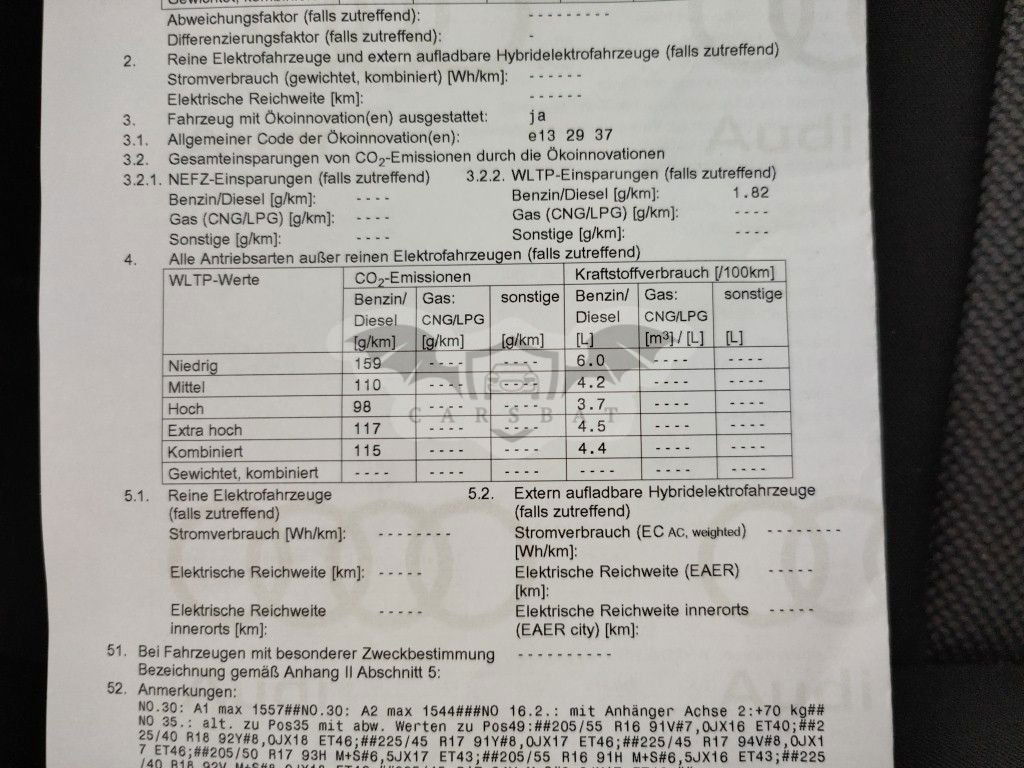 Abweichungsfaktor (falls zutreffend): ---------
Differenzierungsfaktor (falls zutreffend): -
2. Reine Elektrofahrzeuge und extern aufladbare Hybridelektrofahrzeuge (falls zutreffend)
Stromverbrauch (gewichtet, kombiniert) [Wh/km]: ------
Elektrische Reichweite [km]: ------
3. Fahrzeug mit Ökoinnovation(en) ausgestattet: ja
3.1. Allgemeiner Code der Ökoinnovation(en): e13 29 37
3.2. Gesamteinsparungen von CO₂-Emissionen durch die Ökoinnovationen
3.2.1. NEFZ-Einsparungen (falls zutreffend) 3.2.2. WLTP-Einsparungen (falls zutreffend)
Benzin/Diesel [g/km]: ---- Benzin/Diesel [g/km]: 1.82
Gas (CNG/LPG) [g/km]: ---- Gas (CNG/LPG) [g/km]: ----
Sonstige [g/km]: ---- Sonstige [g/km]: ----
4. Alle Antriebsarten außer reinen Elektrofahrzeugen (falls zutreffend)
WLTP-Werte CO₂-Emissionen Kraftstoffverbrauch [/100km]
Benzin/ Gas: sonstige Benzin/ Gas: sonstige
Diesel CNG/LPG Diesel CNG/LPG
[g/km] [g/km] [g/km] [L] [m³] / [L] [L]
Niedrig 159 ---- ---- 6.0 ---- ----
Mittel 110 ---- ---- 4.2 ---- ----
Hoch 98 ---- ---- 3.7 ---- ----
Extra hoch 117 ---- ---- 4.5 ---- ----
Kombiniert 115 ---- ---- 4.4 ---- ----
Gewichtet, kombiniert ---- ---- ---- ---- ---- ----
CARSBAT
5.1. Reine Elektrofahrzeuge 5.2. Extern aufladbare Hybridelektrofahrzeuge
(falls zutreffend) (falls zutreffend)
Stromverbrauch [Wh/km]: -------- Stromverbrauch (EC AC, weighted) --------
[Wh/km]:
Elektrische Reichweite [km]: ----- Elektrische Reichweite (EAER) -----
[km]:
Elektrische Reichweite ----- Elektrische Reichweite innerorts -----
innerorts [km]: (EAER city) [km]:
51. Bei Fahrzeugen mit besonderer Zweckbestimmung ----------
Bezeichnung gemäß Anhang II Abschnitt 5:
52. Anmerkungen:
NO.30: A1 max 1557##NO.30: A2 max 1544###NO 16.2.: mit Anhänger Achse 2:+70 kg##
NO 35.: alt. zu Pos35 mit abw. Werten zu Pos49:##205/55 R16 91V#7,0JX16 ET40;##2
25/40 R18 92Y#8,0JX18 ET46;##225/45 R17 91Y#8,0JX17 ET46;##225/45 R17 94V#8,0JX1
7 ET46;##205/50 R17 93H M+S#6,5JX17 ET43;##205/55 R16 91H M+S#6,5JX16 ET43;##225
/40 R18 92V M+S#8,0JX18
Audi
Audi